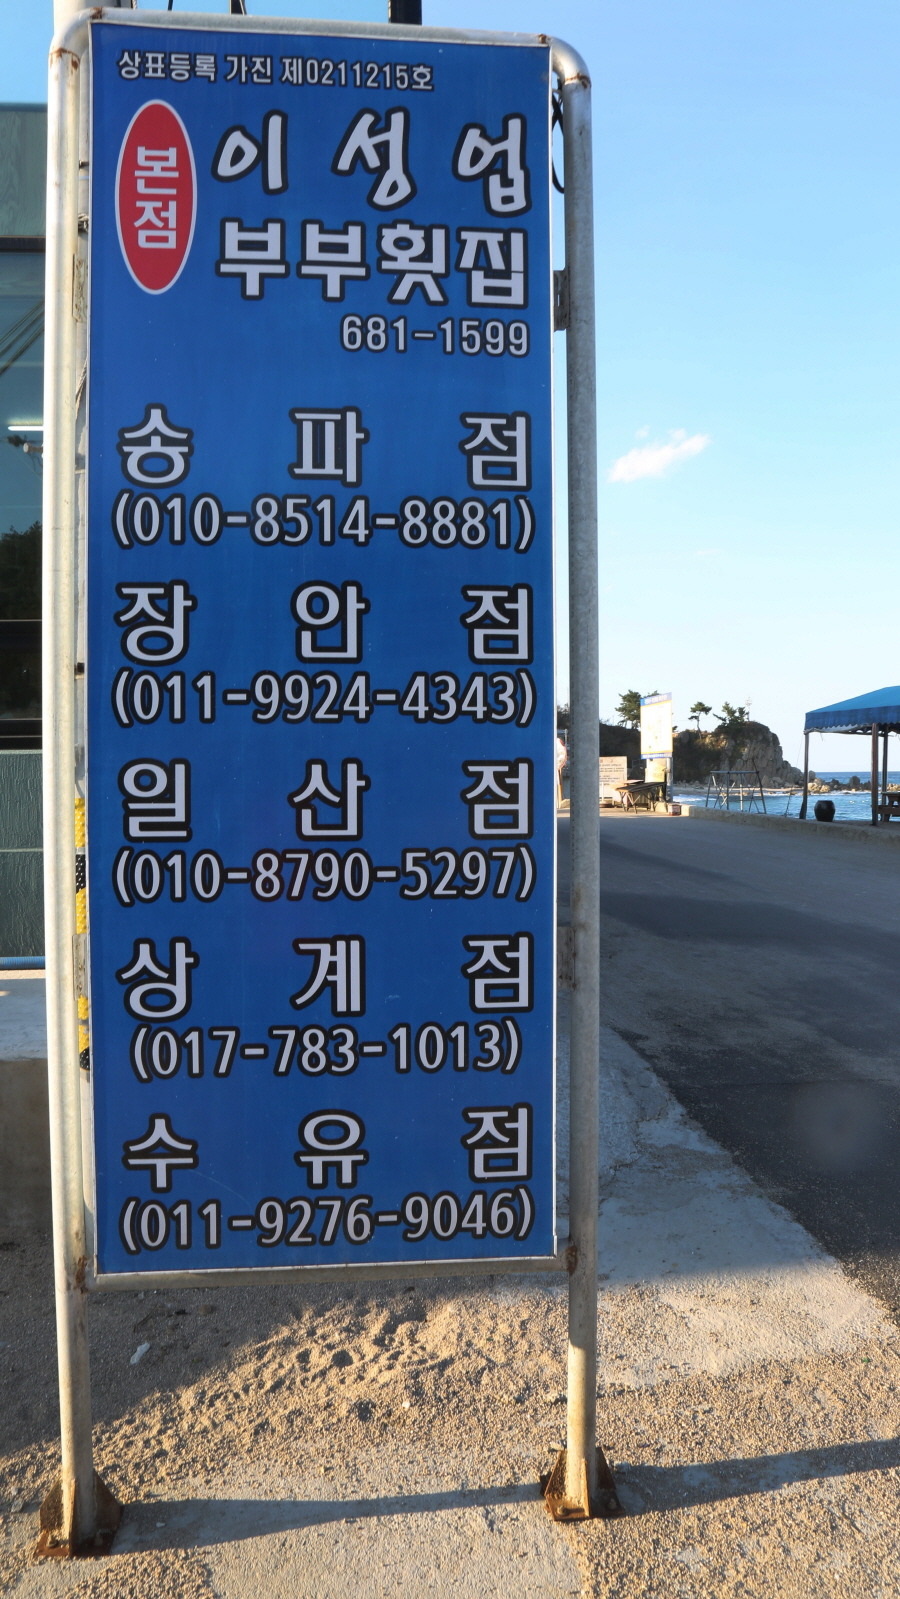 상표등록 가진 제0211215호
본점
이성업
부부횟집
681-1599
송파점
(010-8514-8881)
장안점
(011-9924-4343)
일산점
(010-8790-5297)
상계점
(017-783-1013)
수유점
(011-9276-9046)